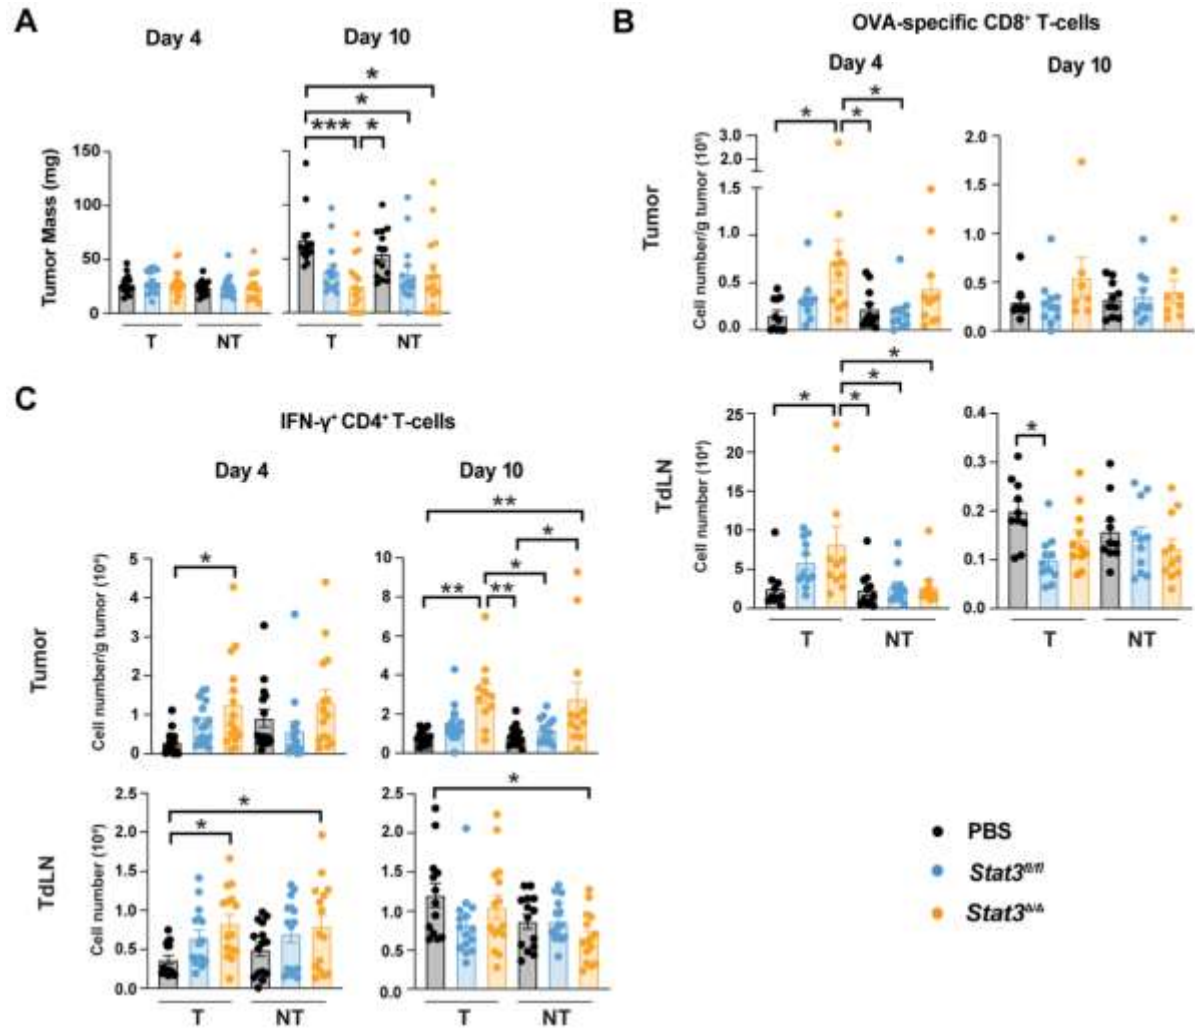 A
Day 4
Day 10
*
*
*** *
Tumor Mass (mg)
150
100
50
0
T
NT
T
NT
B
OVA-specific CD8⁺ T-cells
Day 4
Day 10
Tumor
Cell number/g tumor (10⁵)
*
* *
3.0
2.0
1.0
0.5
0.0
2.0
1.5
1.0
0.5
0.0
TdLN
Cell number (10⁴)
*
*
* *
25
20
15
10
5
0
T
NT
*
0.4
0.3
0.2
0.1
0.0
T
NT
C
IFN-γ⁺ CD4⁺ T-cells
Day 4
Day 10
Tumor
Cell number/g tumor
*
5
4
3
2
1
0
**
*
*
** **
10
8
6
4
2
0
TdLN
Cell number
*
*
2.5
2.0
1.5
1.0
0.5
0.0
T
NT
*
2.5
2.0
1.5
1.0
0.5
0.0
T
NT
PBS
Stat3ᶠˡ/ᶠˡ
Stat3ᐃ/ᐃ